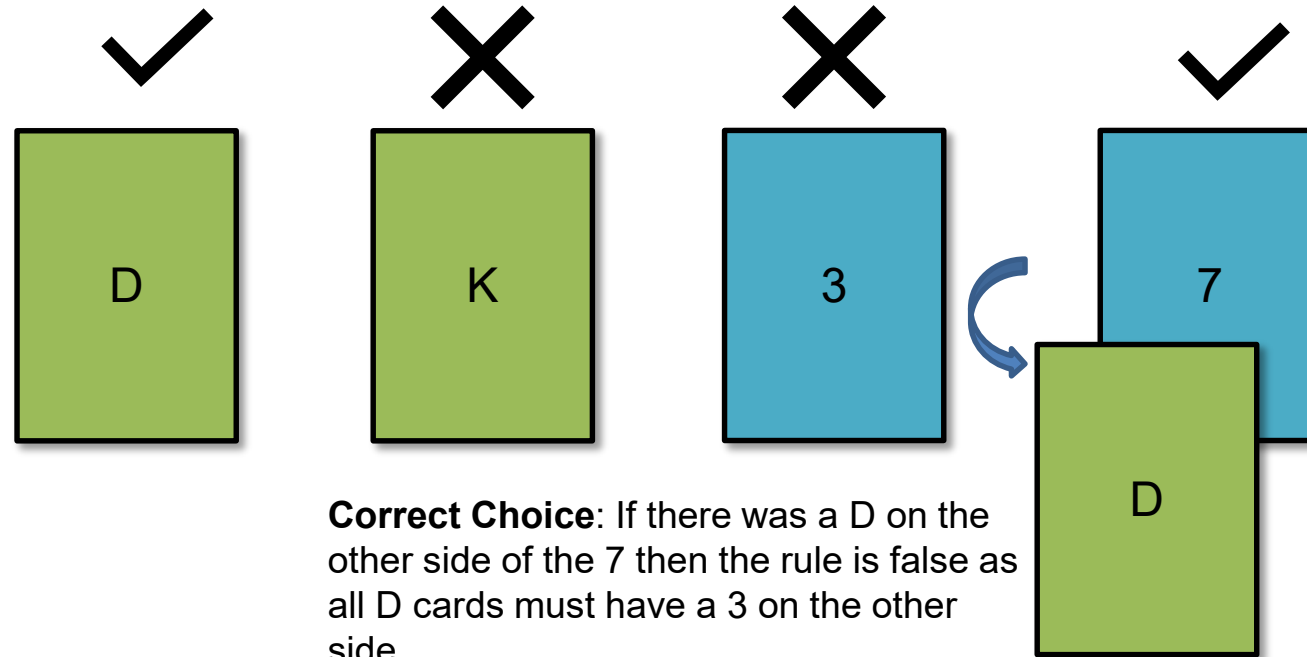 D
K
3
7
D
Correct Choice: If there was a D on the
other side of the 7 then the rule is false as
all D cards must have a 3 on the other
side